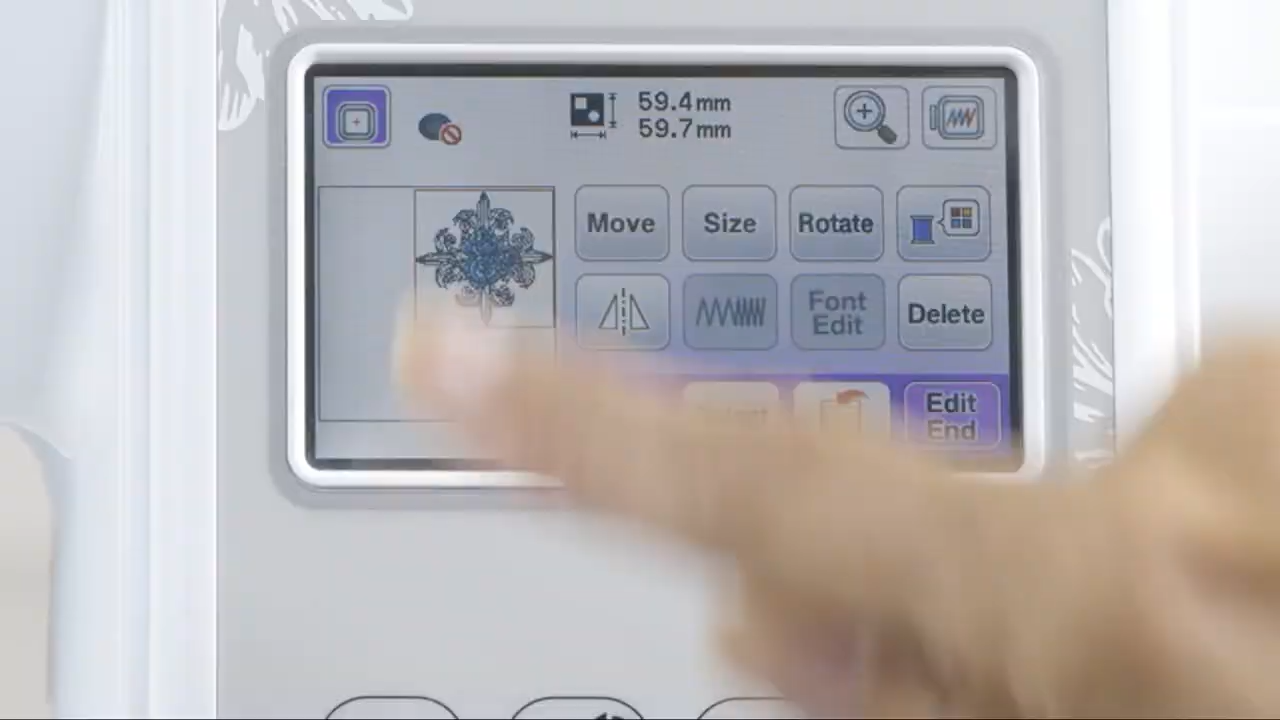 59.4 mm
59.7 mm
Move
Size
Rotate
Font
Edit
Delete
Edit
End